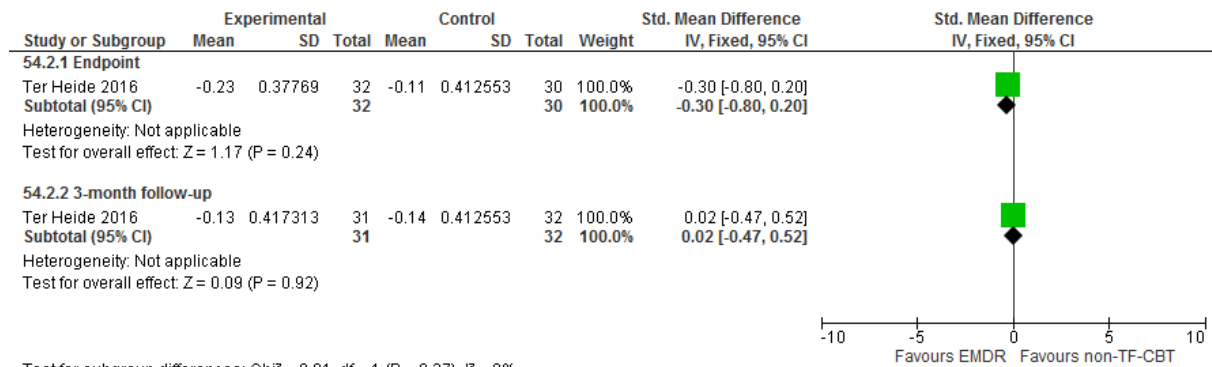 Experimental Control Std. Mean Difference Std. Mean Difference
Study or Subgroup Mean SD Total Mean SD Total Weight IV, Fixed, 95% CI IV, Fixed, 95% CI
54.2.1 Endpoint
Ter Heide 2016 -0.23 0.37769 32 -0.11 0.412553 30 100.0% -0.30 [-0.80, 0.20]
Subtotal (95% CI) 32 30 100.0% -0.30 [-0.80, 0.20]
Heterogeneity: Not applicable
Test for overall effect: Z = 1.17 (P = 0.24)
54.2.2 3-month follow-up
Ter Heide 2016 -0.13 0.417313 31 -0.14 0.412553 32 100.0% 0.02 [-0.47, 0.52]
Subtotal (95% CI) 31 32 100.0% 0.02 [-0.47, 0.52]
Heterogeneity: Not applicable
Test for overall effect: Z = 0.09 (P = 0.92)
-10 -5 0 5 10
Favours EMDR Favours non-TF-CBT
Test for subgroup differences: